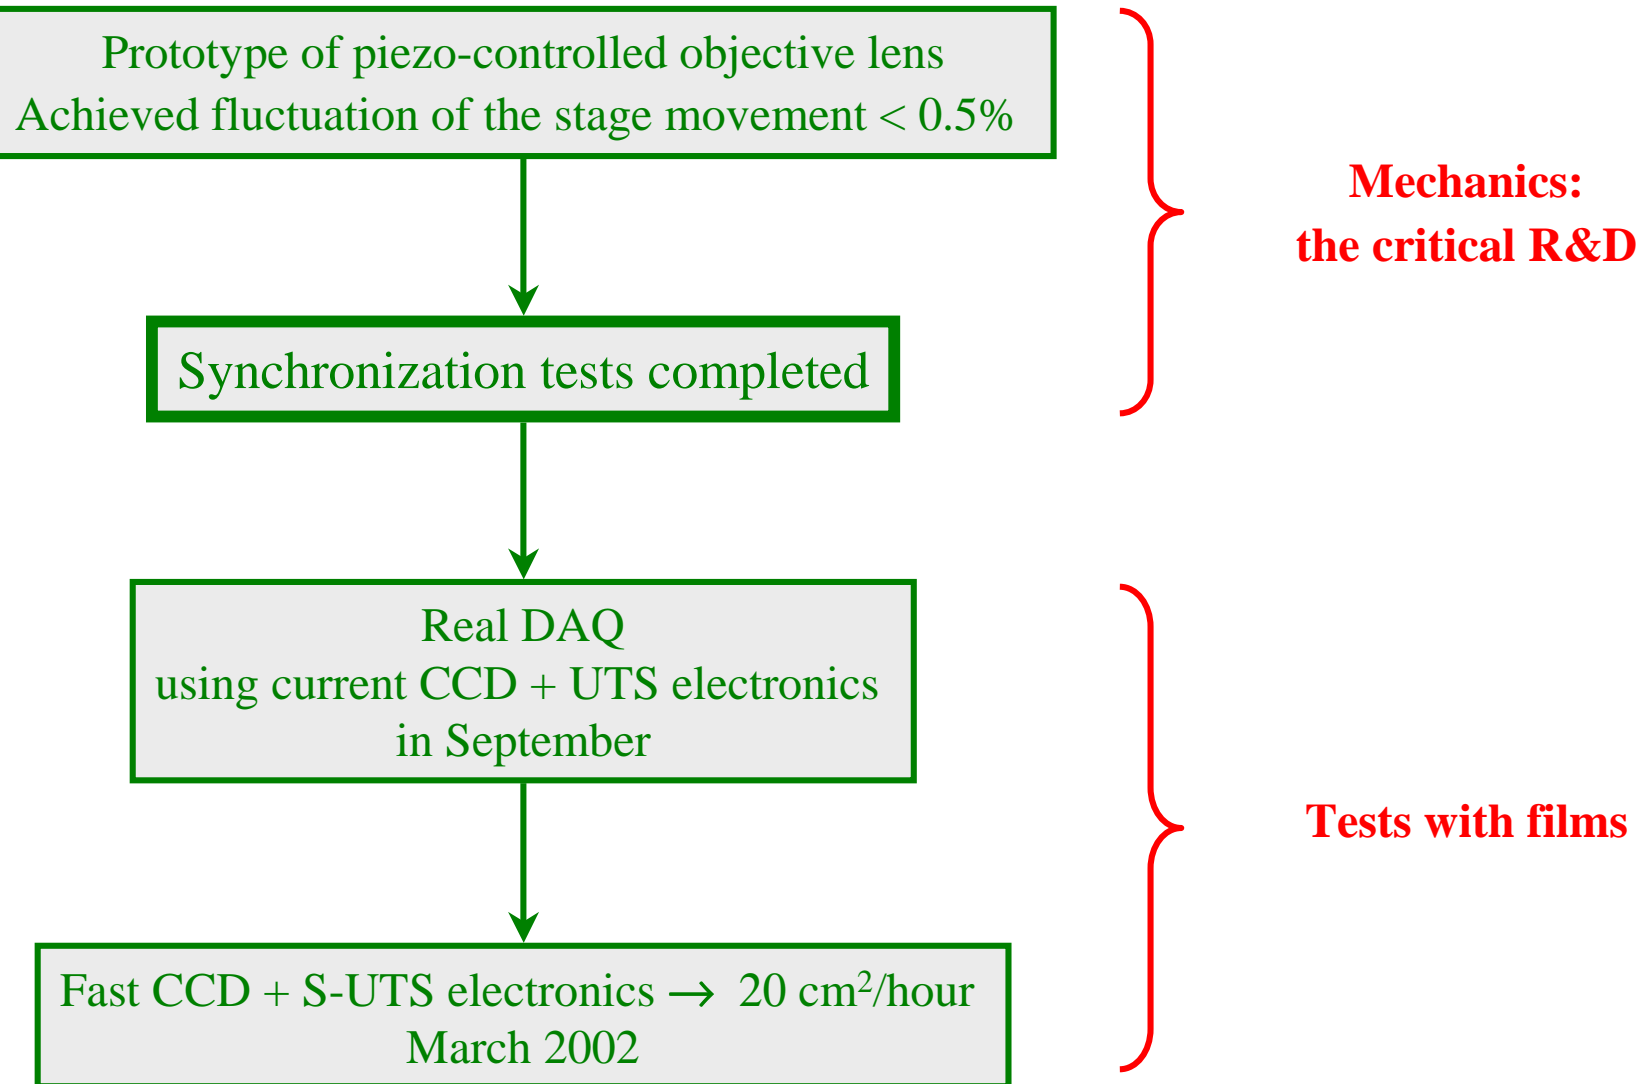 Prototype of piezo-controlled objective lens
Achieved fluctuation of the stage movement < 0.5%
Mechanics:
the critical R&D
Synchronization tests completed
Real DAQ
using current CCD + UTS electronics
in September
Tests with films
Fast CCD + S-UTS electronics → 20 cm²/hour
March 2002